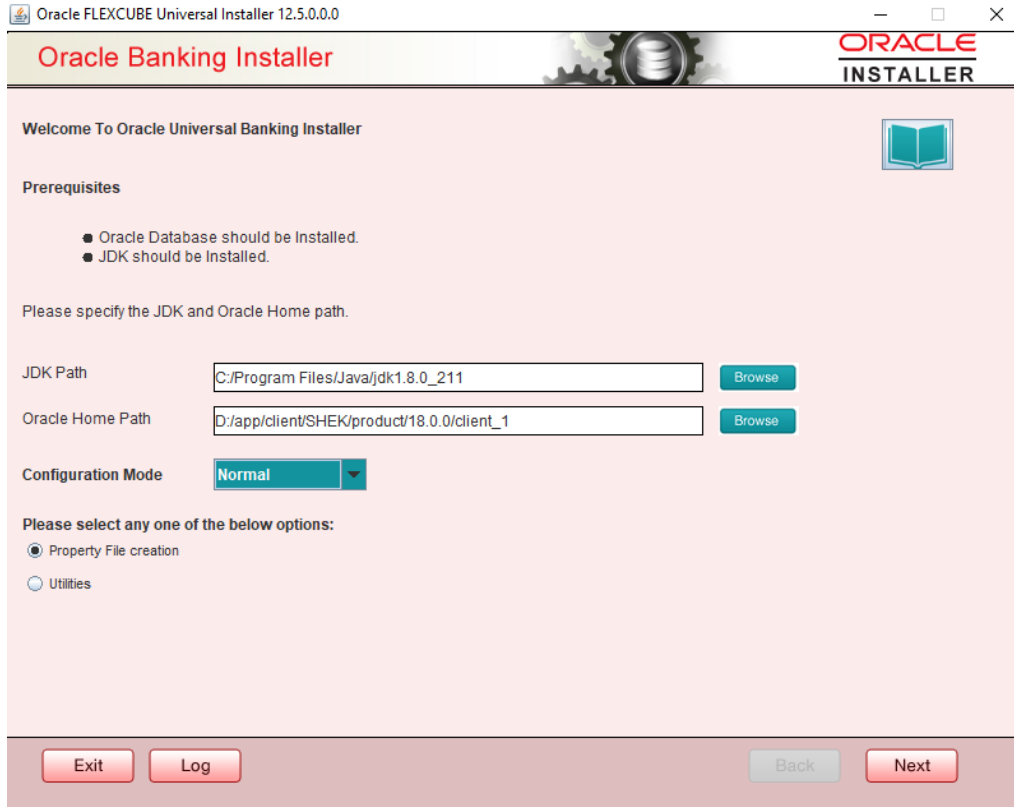 Oracle FLEXCUBE Universal Installer 12.5.0.0.0
Oracle Banking Installer
ORACLE
INSTALLER
Welcome To Oracle Universal Banking Installer
Prerequisites
Oracle Database should be Installed.
JDK should be Installed.
Please specify the JDK and Oracle Home path.
JDK Path C:/Program Files/Java/jdk1.8.0_211 Browse
Oracle Home Path D:/app/client/SHEK/product/18.0.0/client_1 Browse
Configuration Mode Normal
Please select any one of the below options:
Property File creation
Utilities
Exit Log Back Next